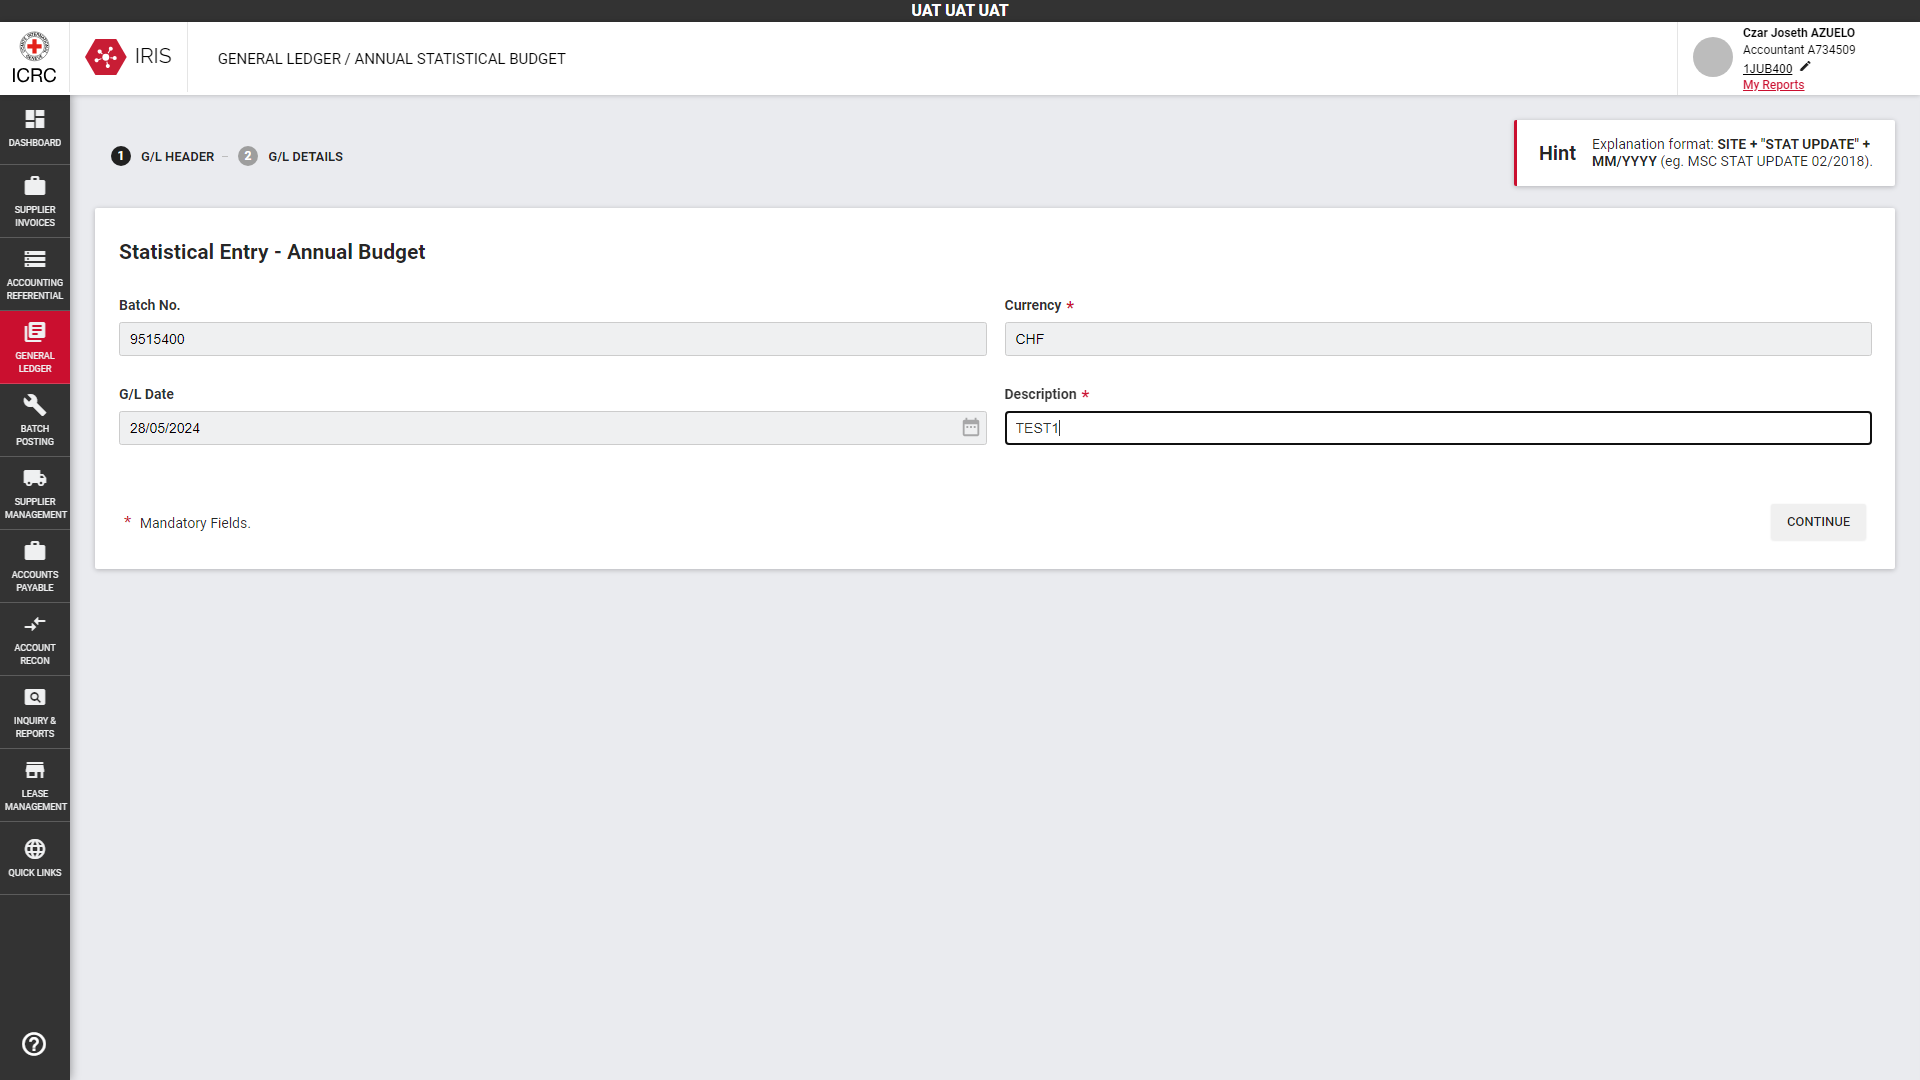 UAT UAT UAT
ICRC
IRIS
GENERAL LEDGER / ANNUAL STATISTICAL BUDGET
Czar Joseth AZUELO
Accountant A734509
1JUB400
My Reports
DASHBOARD
SUPPLIER
INVOICES
ACCOUNTING
REFERENTIAL
GENERAL
LEDGER
BATCH
POSTING
SUPPLIER
MANAGEMENT
ACCOUNTS
PAYABLE
ACCOUNT
RECON
INQUIRY &
REPORTS
LEASE
MANAGEMENT
QUICK LINKS
1 G/L HEADER – 2 G/L DETAILS
Hint
Explanation format: SITE + "STAT UPDATE" +
MM/YYYY (eg. MSC STAT UPDATE 02/2018).
Statistical Entry - Annual Budget
Batch No.
9515400
Currency *
CHF
G/L Date
28/05/2024
Description *
TEST1
* Mandatory Fields.
CONTINUE